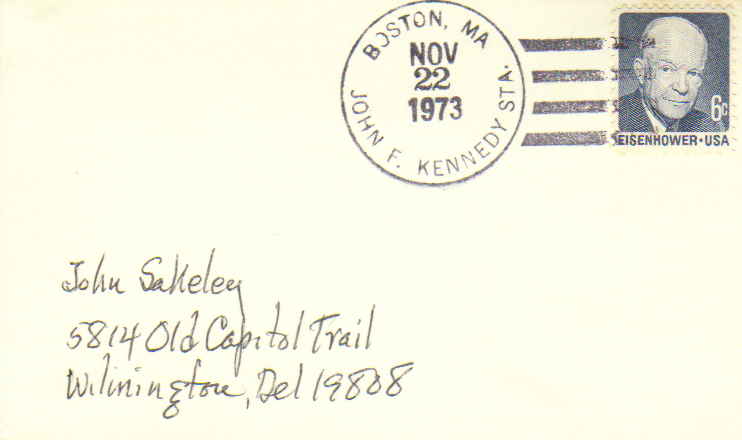 BOSTON, MA
NOV
22
1973
JOHN F. KENNEDY STA.
6c
EISENHOWER • USA
John Sakeley
5814 Old Capitol Trail
Wilmington, Del 19808